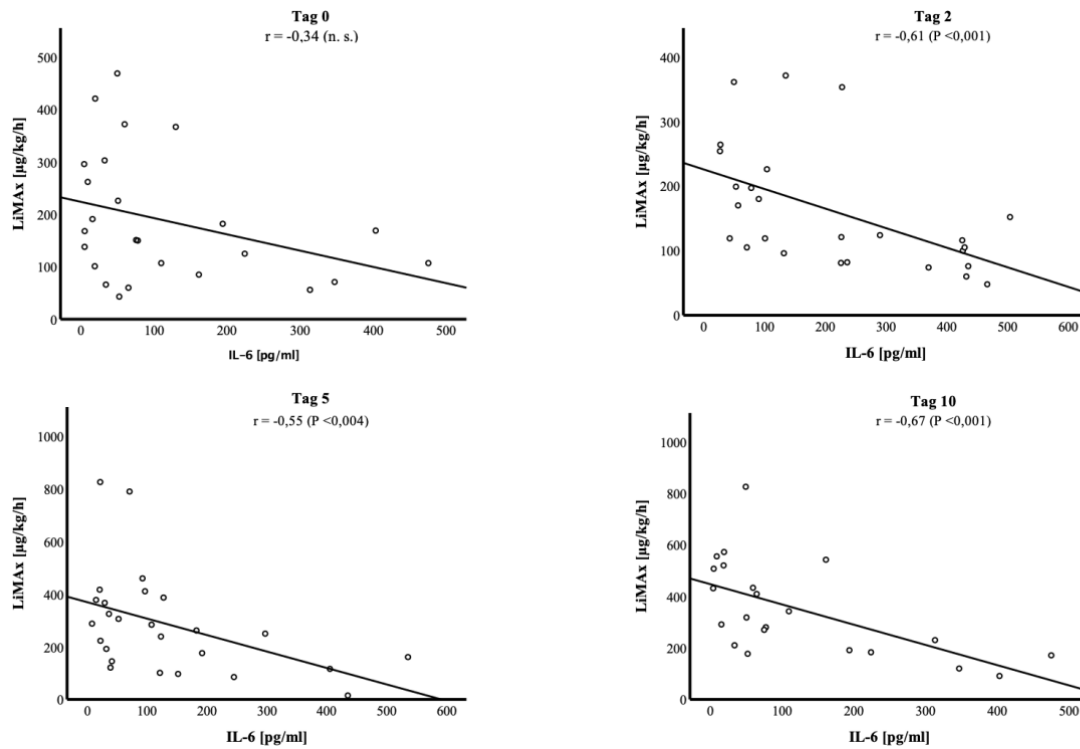 Tag 0
r = -0,34 (n. s.)
LiMAx [µg/kg/h]
500
400
300
200
100
0
0 100 200 300 400 500
IL-6 [pg/ml]
Tag 2
r = -0,61 (P <0,001)
LiMAx [µg/kg/h]
400
300
200
100
0
0 100 200 300 400 500 600
IL-6 [pg/ml]
Tag 5
r = -0,55 (P <0,004)
LiMAx [µg/kg/h]
1000
800
600
400
200
0
0 100 200 300 400 500 600
IL-6 [pg/ml]
Tag 10
r = -0,67 (P <0,001)
LiMAx [µg/kg/h]
1000
800
600
400
200
0
0 100 200 300 400 500
IL-6 [pg/ml]